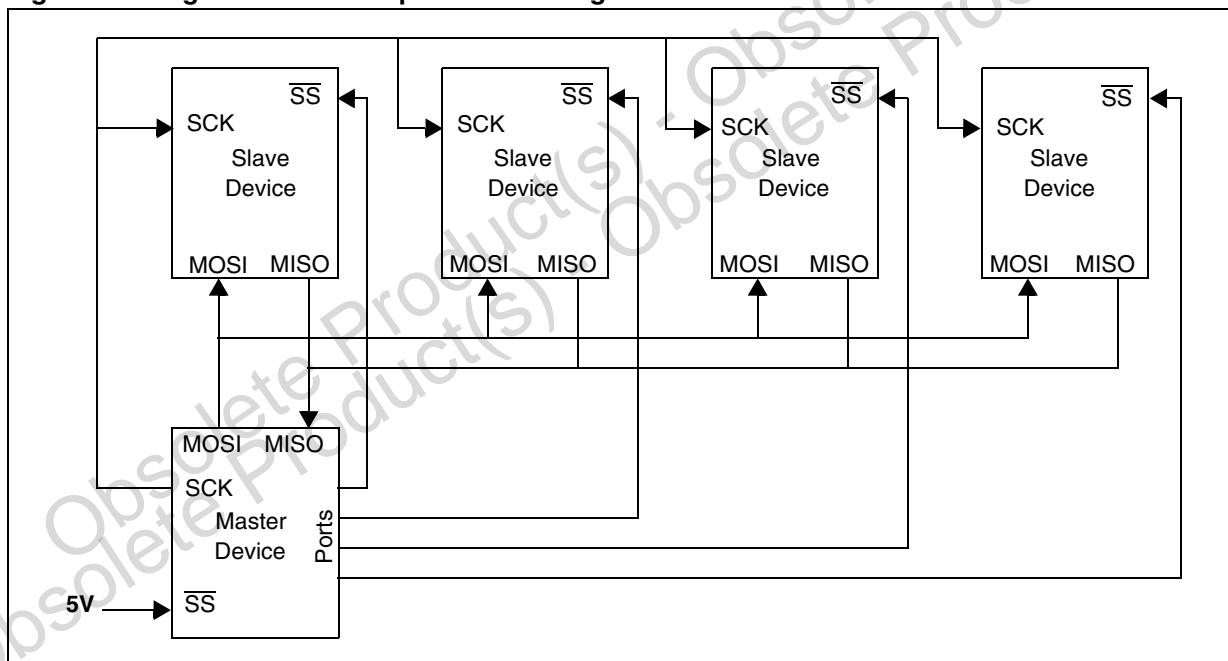 SS SS SS SS
SCK SCK SCK SCK
Slave Device
Slave Device
Slave Device
Slave Device
MOSI MISO MOSI MISO MOSI MISO MOSI MISO
MOSI MISO
SCK
Master
Device
Ports
5V
SS
Obsolete Product(s) - Obsolete Product(s)
Obsolete Product(s) - Obsolete Product(s)